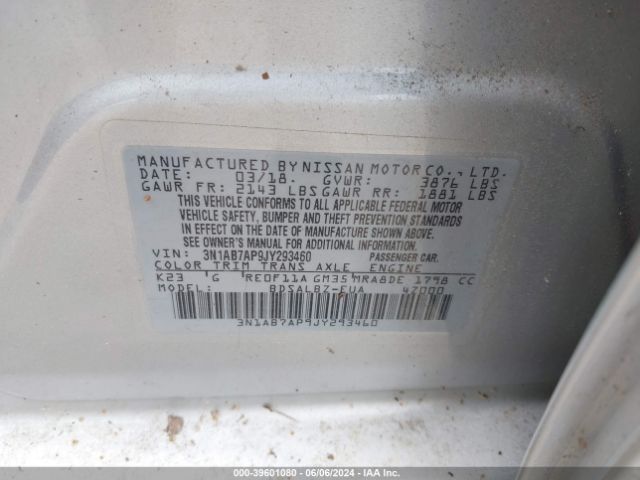 MANUFACTURED BY NISSAN MOTOR CO., LTD.
DATE: 03/18. GVWR: 3876 LBS
GAWR FR: 2143 LBS GAWR RR: 1881 LBS
THIS VEHICLE CONFORMS TO ALL APPLICABLE FEDERAL MOTOR
VEHICLE SAFETY, BUMPER AND THEFT PREVENTION STANDARDS
IN EFFECT ON THE DATE OF MANUFACTURE SHOWN ABOVE.
SEE OWNER'S MANUAL FOR ADDITIONAL INFORMATION.
VIN: 3N1AB7AP9JY293460 PASSENGER CAR.
COLOR TRIM TRANS AXLE ENGINE
K23 G RE0F11A GM35 MRA8DE 1798 CC
MODEL: BDSALBZ-EUA 47000
3N1AB7AP9JY293460
000-39601080 - 06/06/2024 - IAA Inc.